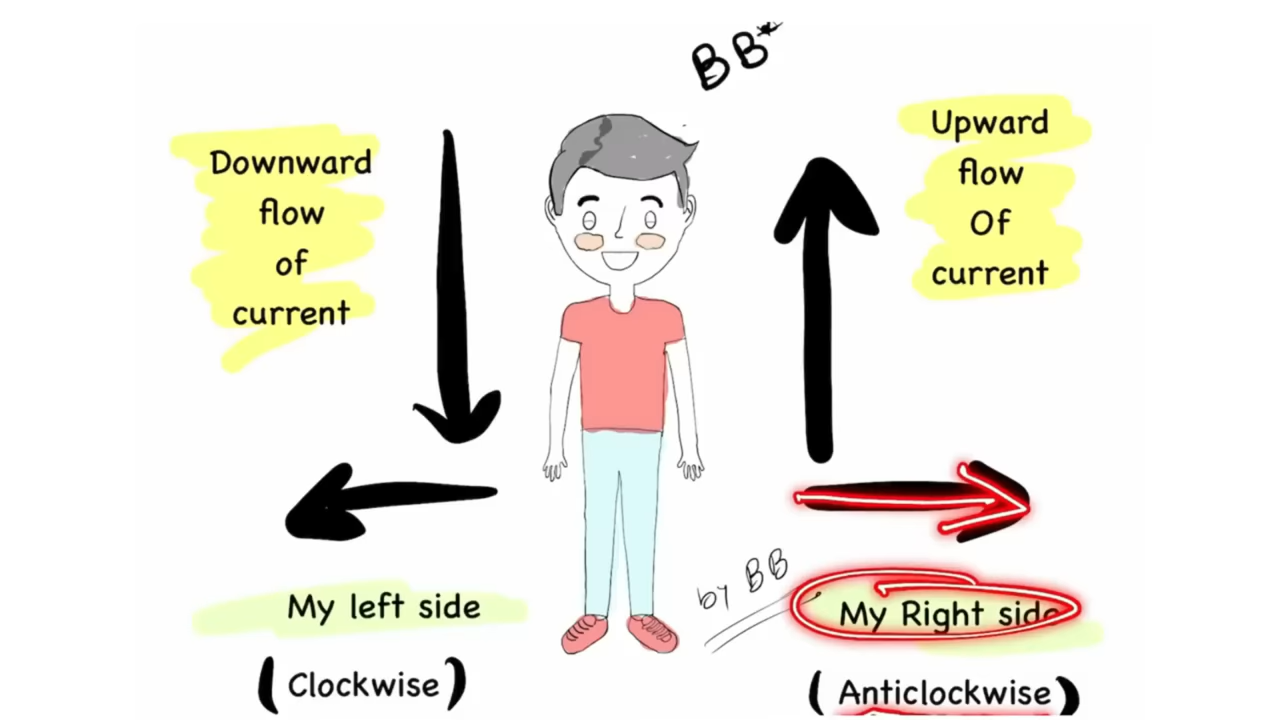 BB*
Downward
flow
of
current
Upward
flow
Of
current
by BB
My left side
(Clockwise)
My Right side
(Anticlockwise)